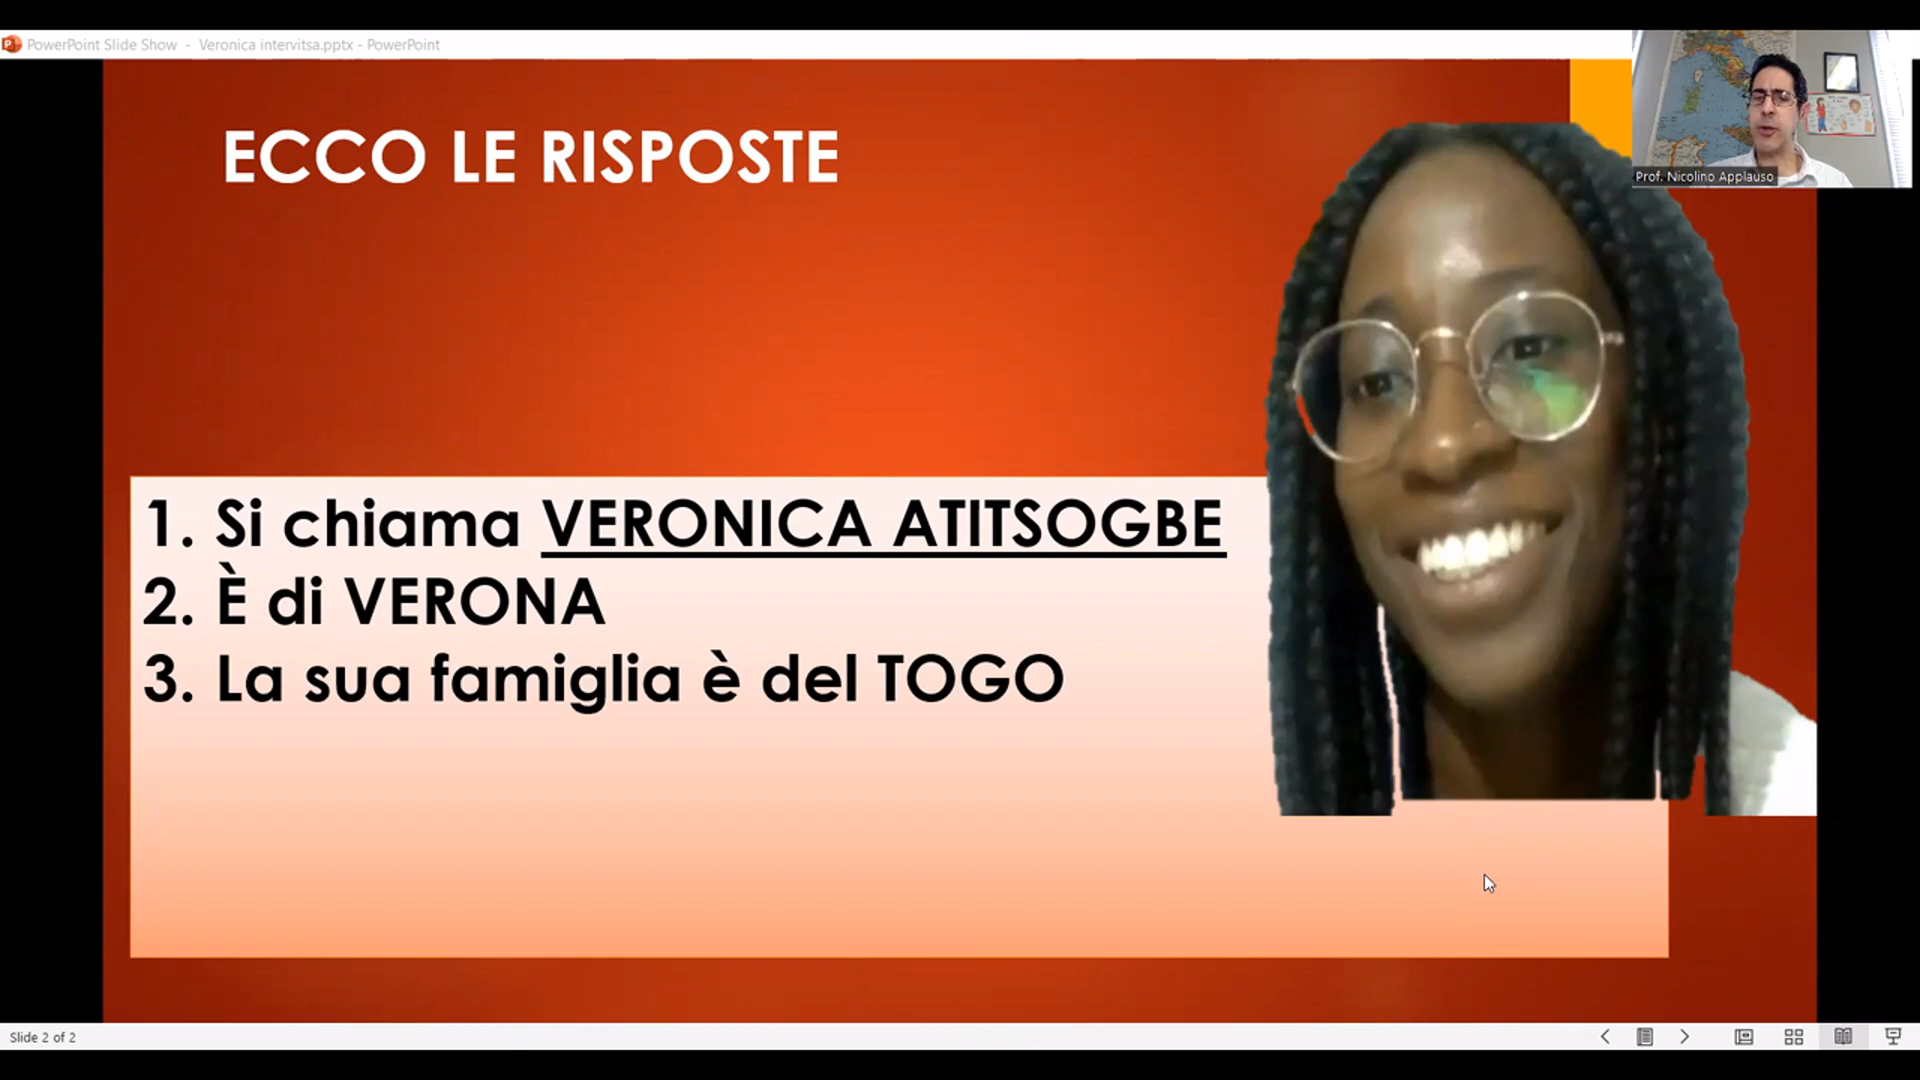 PowerPoint Slide Show - Veronica intervitsa.pptx - PowerPoint
Prof. Nicolino Applauso
ECCO LE RISPOSTE
1. Si chiama VERONICA ATITSOGBE
2. È di VERONA
3. La sua famiglia è del TOGO
Slide 2 of 2